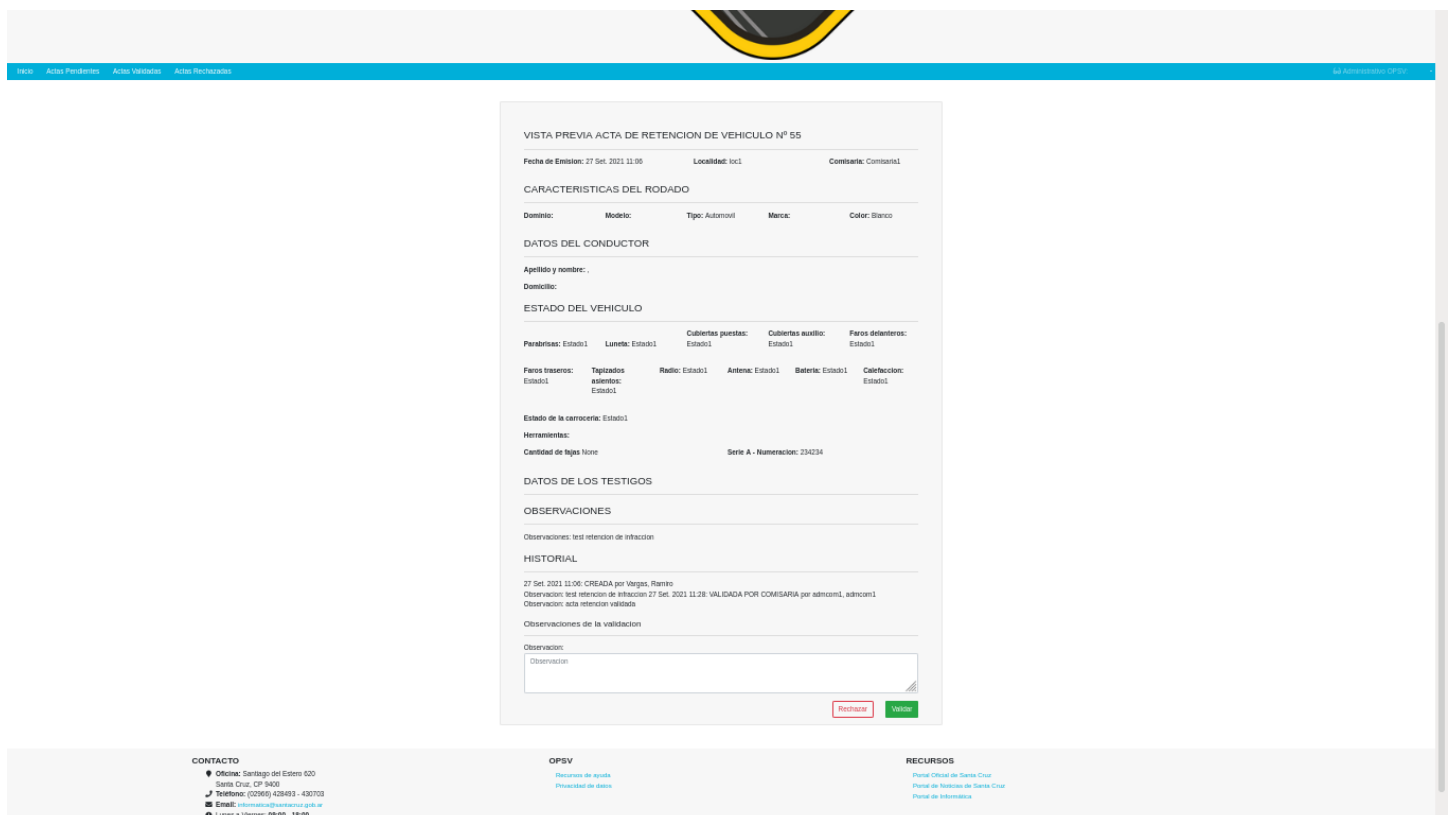 Inicio Actas Pendientes Actas Validadas Actas Rechazadas Administrativo OPSV:
VISTA PREVIA ACTA DE RETENCION DE VEHICULO Nº 55
Fecha de Emision: 27 Set. 2021 11:06 Localidad: loc1 Comisaria: Comisaria1
CARACTERISTICAS DEL RODADO
Dominio: Modelo: Tipo: Automovil Marca: Color: Blanco
DATOS DEL CONDUCTOR
Apellido y nombre: ,
Domicilio:
ESTADO DEL VEHICULO
Parabrisas: Estado1 Luneta: Estado1 Cubiertas puestas: Estado1 Cubiertas auxilio: Estado1 Faros delanteros: Estado1
Faros traseros: Estado1 Tapizados asientos: Estado1 Radio: Estado1 Antena: Estado1 Bateria: Estado1 Calefaccion: Estado1
Estado de la carroceria: Estado1
Herramientas:
Cantidad de fajas None Serie A - Numeracion: 234234
DATOS DE LOS TESTIGOS
OBSERVACIONES
Observaciones: test retencion de infraccion
HISTORIAL
27 Set. 2021 11:06: CREADA por Vargas, Ramiro
Observacion: test retencion de infraccion 27 Set. 2021 11:28: VALIDADA POR COMISARIA por admcom1, admcom1
Observacion: acta retencion validada
Observaciones de la validacion
Observacion:
Observacion
Rechazar Validar
CONTACTO
Oficina: Santiago del Estero 620
Santa Cruz, CP 9400
Teléfono: (02966) 428493 - 430703
Email: informatica@santacruz.gob.ar
Lunes a Viernes: 08:00 - 18:00
OPSV
Recursos de ayuda
Privacidad de datos
RECURSOS
Portal Oficial de Santa Cruz
Portal de Noticias de Santa Cruz
Portal de Informática